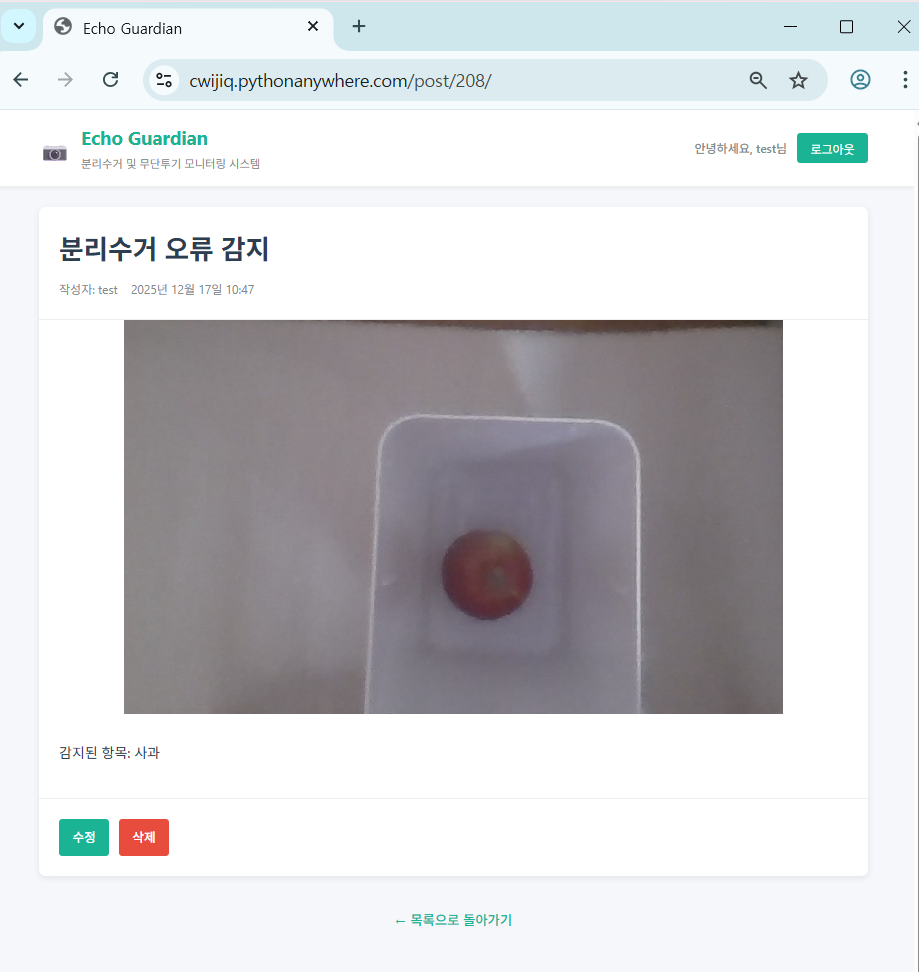 Echo Guardian
cwijiq.pythonanywhere.com/post/208/
Echo Guardian
분리수거 및 무단투기 모니터링 시스템
안녕하세요, test님
로그아웃
분리수거 오류 감지
작성자: test 2025년 12월 17일 10:47
감지된 항목: 사과
수정
삭제
← 목록으로 돌아가기